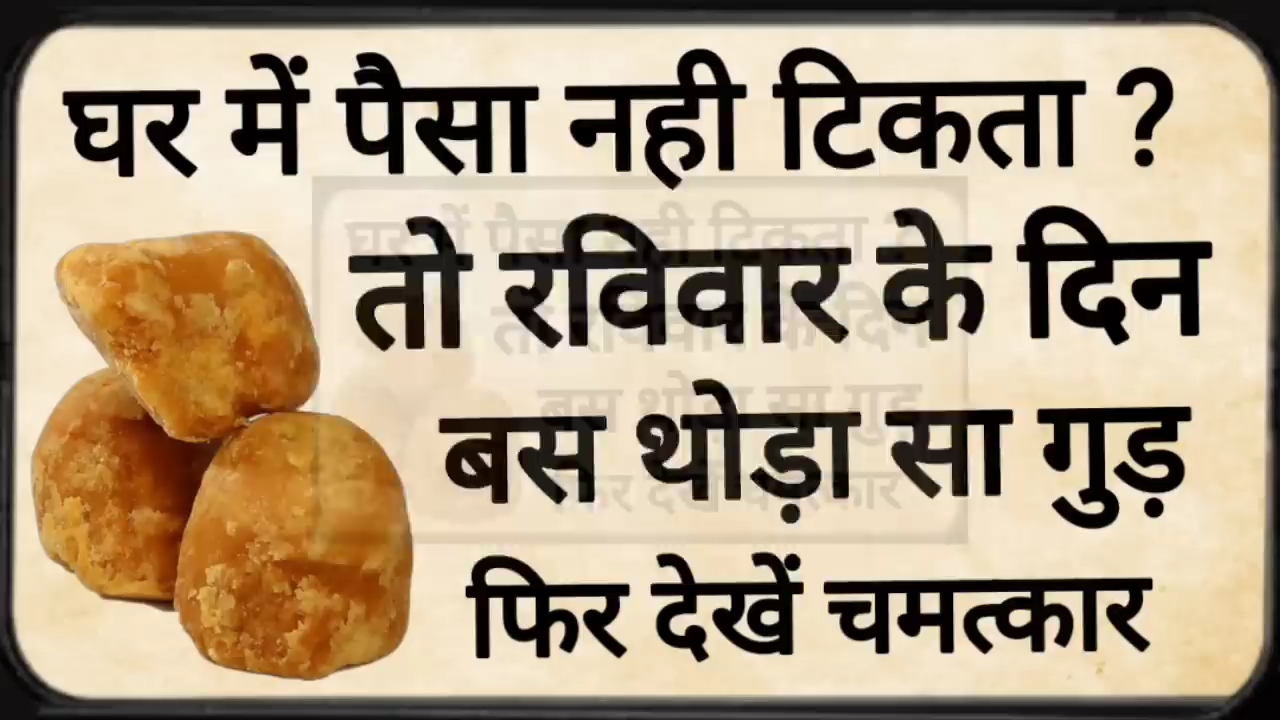 घर में पैसा नही टिकता ?
तो रविवार के दिन
बस थोड़ा सा गुड़
फिर देखें चमत्कार